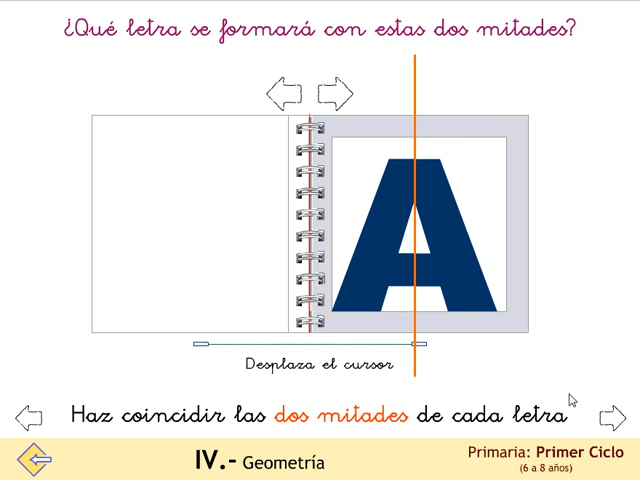 ¿Qué letra se formará con estas dos mitades?
A
Desplaza el cursor
Haz coincidir las dos mitades de cada letra
IV.- Geometría
Primaria: Primer Ciclo
(6 a 8 años)